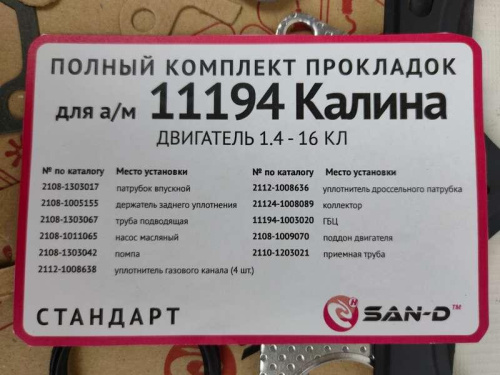 ПОЛНЫЙ КОМПЛЕКТ ПРОКЛАДОК
для а/м 11194 Калина
ДВИГАТЕЛЬ 1.4 - 16 КЛ
№ по каталогу Место установки
2108-1303017 патрубок впускной
2108-1005155 держатель заднего уплотнения
2108-1303067 труба подводящая
2108-1011065 насос масляный
2108-1303042 помпа
2112-1008638 уплотнитель газового канала (4 шт.)
№ по каталогу Место установки
2112-1008636 уплотнитель дроссельного патрубка
21124-1008089 коллектор
11194-1003020 ГБЦ
2108-1009070 поддон двигателя
2110-1203021 приемная труба
СТАНДАРТ
SAN-D™